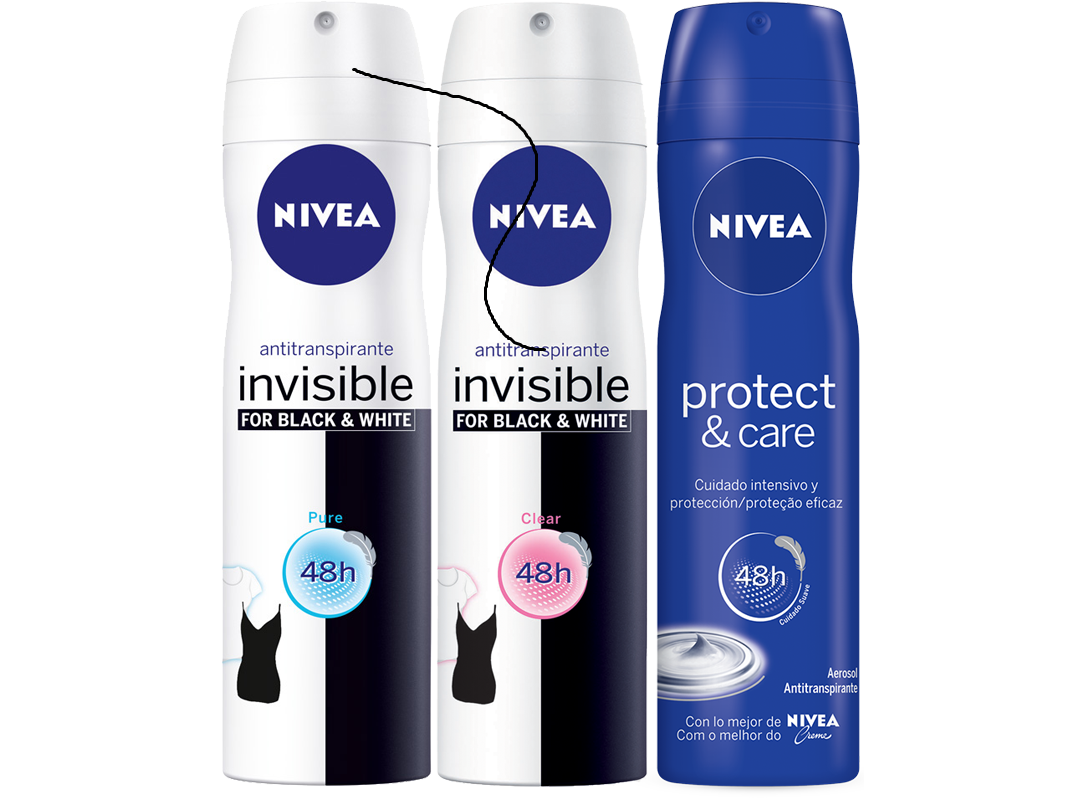 NIVEA
antitranspirante
invisible
FOR BLACK & WHITE
Pure
48h
NIVEA
antitranspirante
invisible
FOR BLACK & WHITE
Clear
48h
NIVEA
protect
& care
Cuidado intensivo y
protección/proteção eficaz
48h
Cuidado Suave
Aerosol
Antitranspirante
Con lo mejor de NIVEA
Com o melhor do Creme